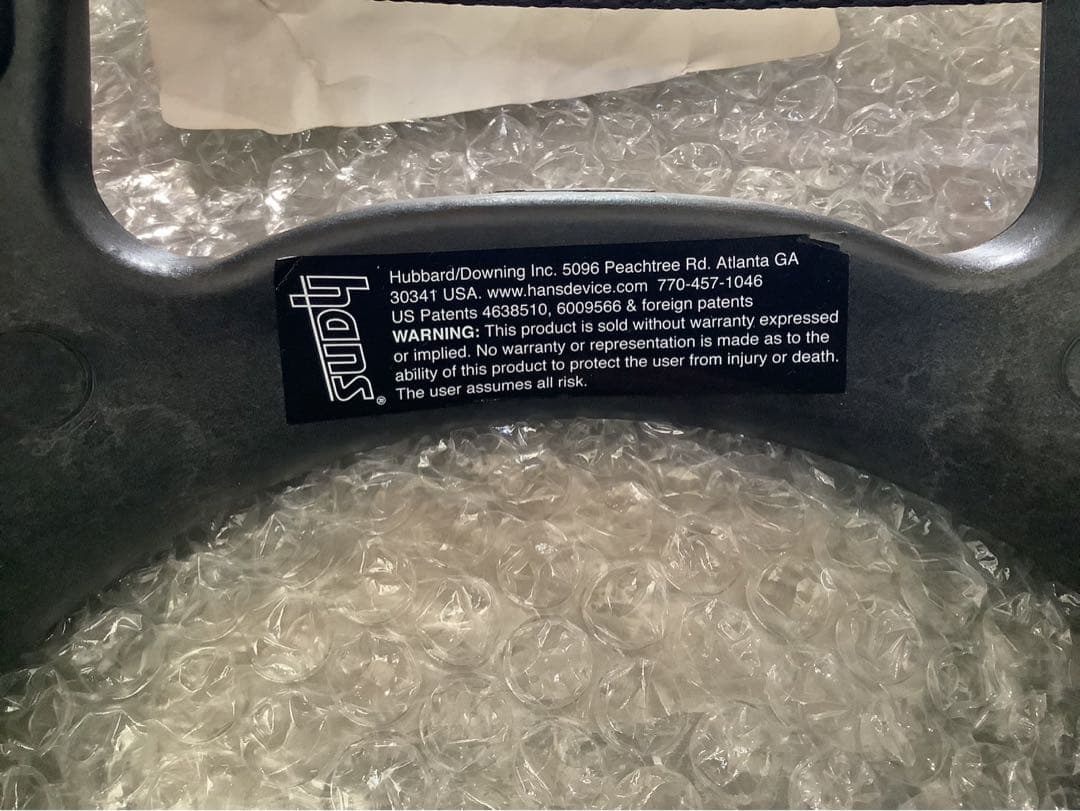 hans®
Hubbard/Downing Inc. 5096 Peachtree Rd. Atlanta GA
30341 USA. www.hansdevice.com 770-457-1046
US Patents 4638510, 6009566 & foreign patents
WARNING: This product is sold without warranty expressed
or implied. No warranty or representation is made as to the
ability of this product to protect the user from injury or death.
The user assumes all risk.